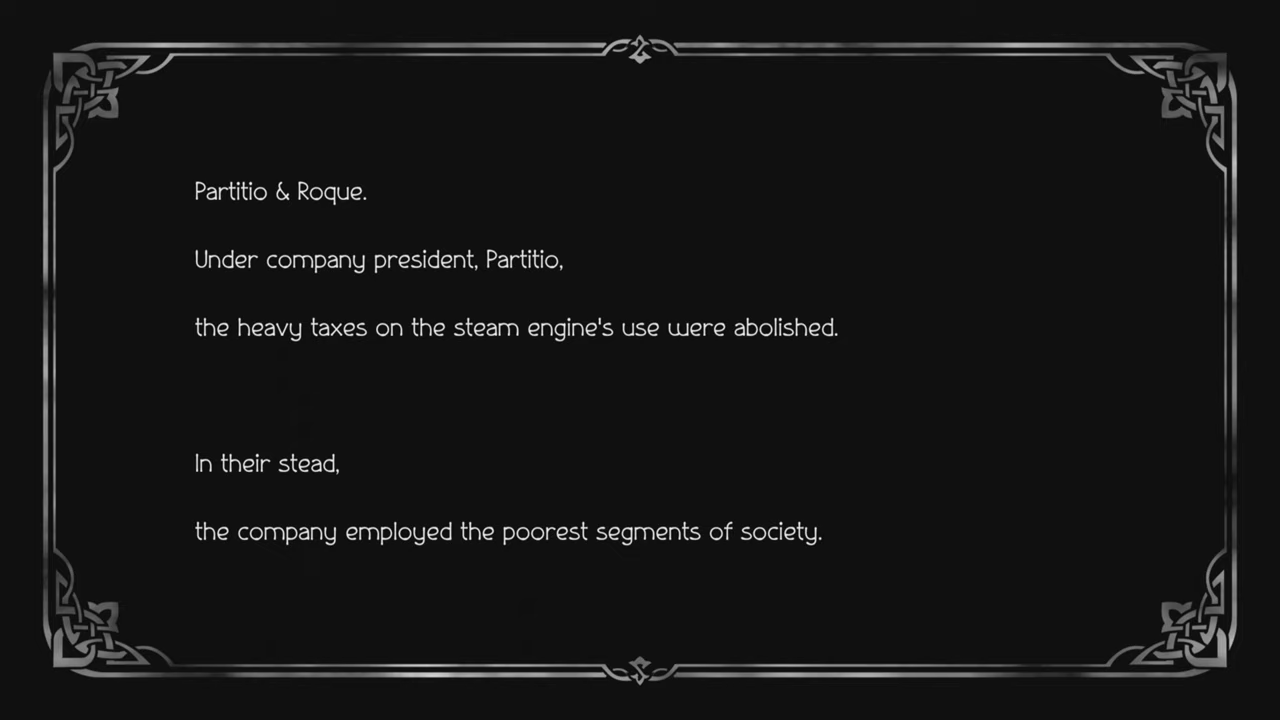 Partitio & Roque.
Under company president, Partitio,
the heavy taxes on the steam engine's use were abolished.
In their stead,
the company employed the poorest segments of society.